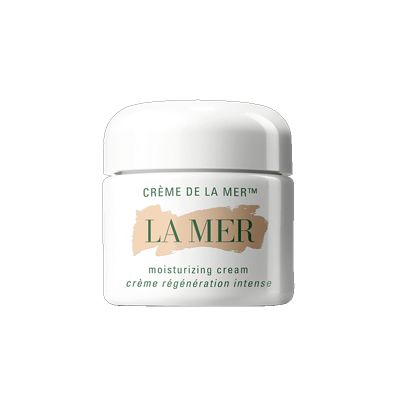 CRÈME DE LA MER™
LA MER
moisturizing cream
crème régénération intense